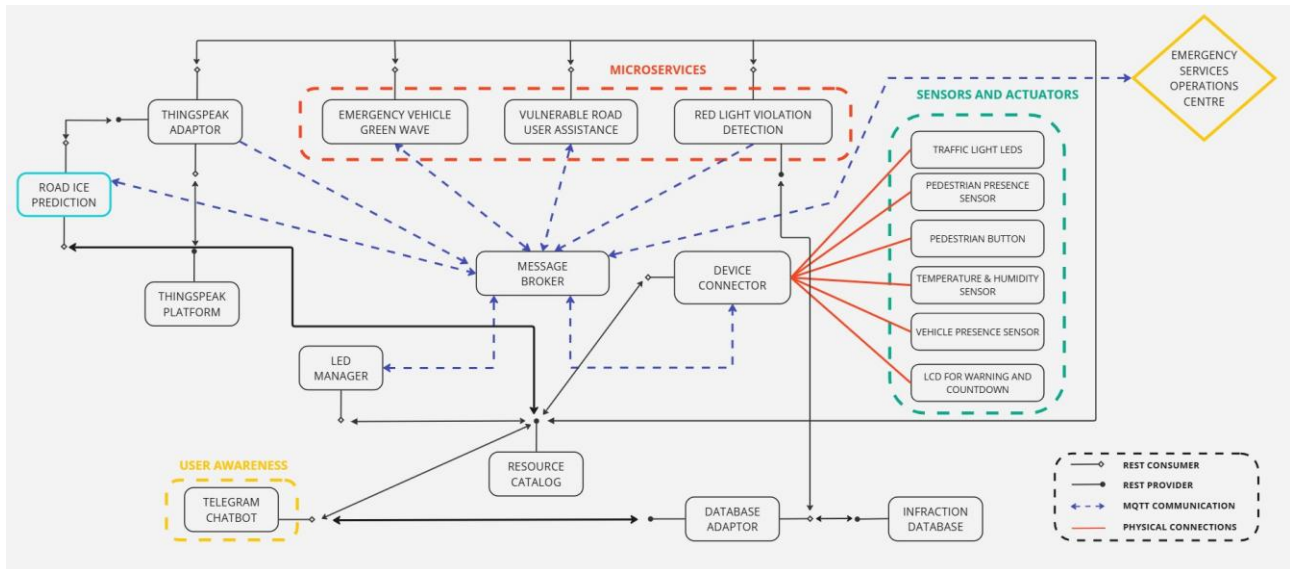 MICROSERVICES
EMERGENCY
SERVICES
OPERATIONS
CENTRE
SENSORS AND ACTUATORS
THINGSPEAK
ADAPTOR
EMERGENCY VEHICLE
GREEN WAVE
VULNERABLE ROAD
USER ASSISTANCE
RED LIGHT VIOLATION
DETECTION
TRAFFIC LIGHT LEDS
PEDESTRIAN PRESENCE
SENSOR
PEDESTRIAN BUTTON
TEMPERATURE & HUMIDITY
SENSOR
VEHICLE PRESENCE SENSOR
LCD FOR WARNING AND
COUNTDOWN
ROAD ICE
PREDICTION
MESSAGE
BROKER
DEVICE
CONNECTOR
THINGSPEAK
PLATFORM
LED
MANAGER
RESOURCE
CATALOG
USER AWARENESS
TELEGRAM
CHATBOT
DATABASE
ADAPTOR
INFRACTION
DATABASE
REST CONSUMER
REST PROVIDER
MQTT COMMUNICATION
PHYSICAL CONNECTIONS